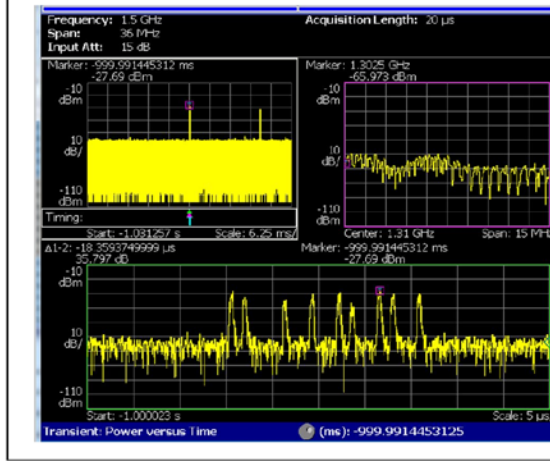 Frequency: 1.5 GHz
Acquisition Length: 20 µs
Span: 36 MHz
Input Att: 15 dB
Marker: -999.991445312 ms
-27.69 dBm
Marker: 1.3025 GHz
-65.973 dBm
-10
dBm
10
dB/
-110
dBm
-10
dBm
10
dB/
-110
dBm
Timing:
Start: -1.031257 s
Scale: 6.25 ms/
Center: 1.31 GHz
Span: 15 MHz
Δ1-2: -18.3593749999 µs
35.797 dB
Marker: -999.991445312 ms
-27.69 dBm
-10
dBm
10
dB/
-110
dBm
Start: -1.000023 s
Scale: 5 µs
Transient: Power versus Time
(ms): -999.9914453125